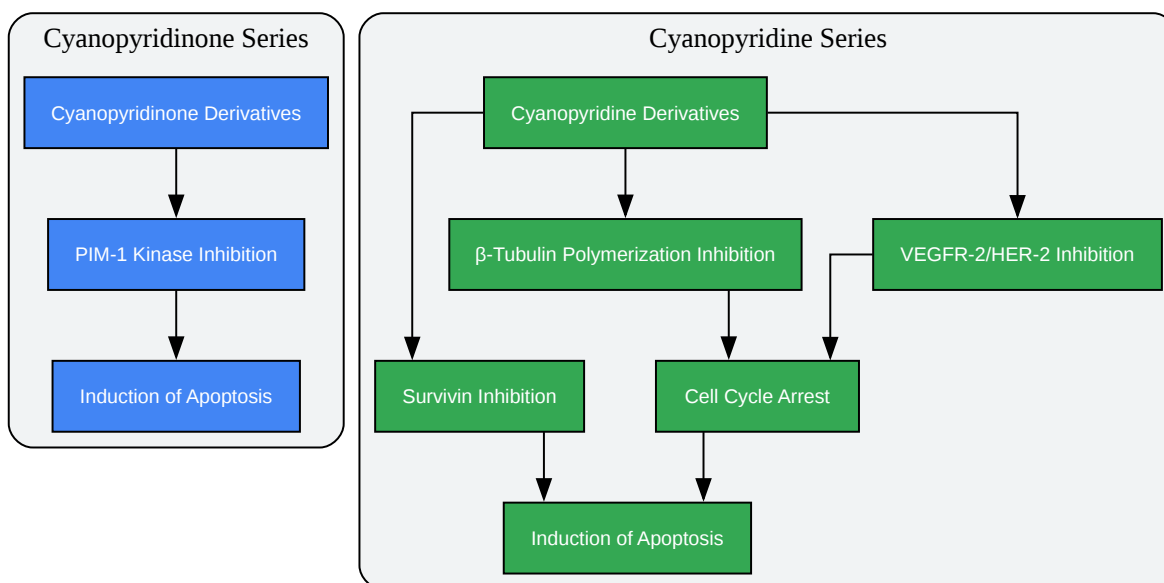 Cyanopyridinone Series
Cyanopyridinone Derivatives
PIM-1 Kinase Inhibition
Induction of Apoptosis
Cyanopyridine Series
Cyanopyridine Derivatives
β-Tubulin Polymerization Inhibition
VEGFR-2/HER-2 Inhibition
Survivin Inhibition
Cell Cycle Arrest
Induction of Apoptosis